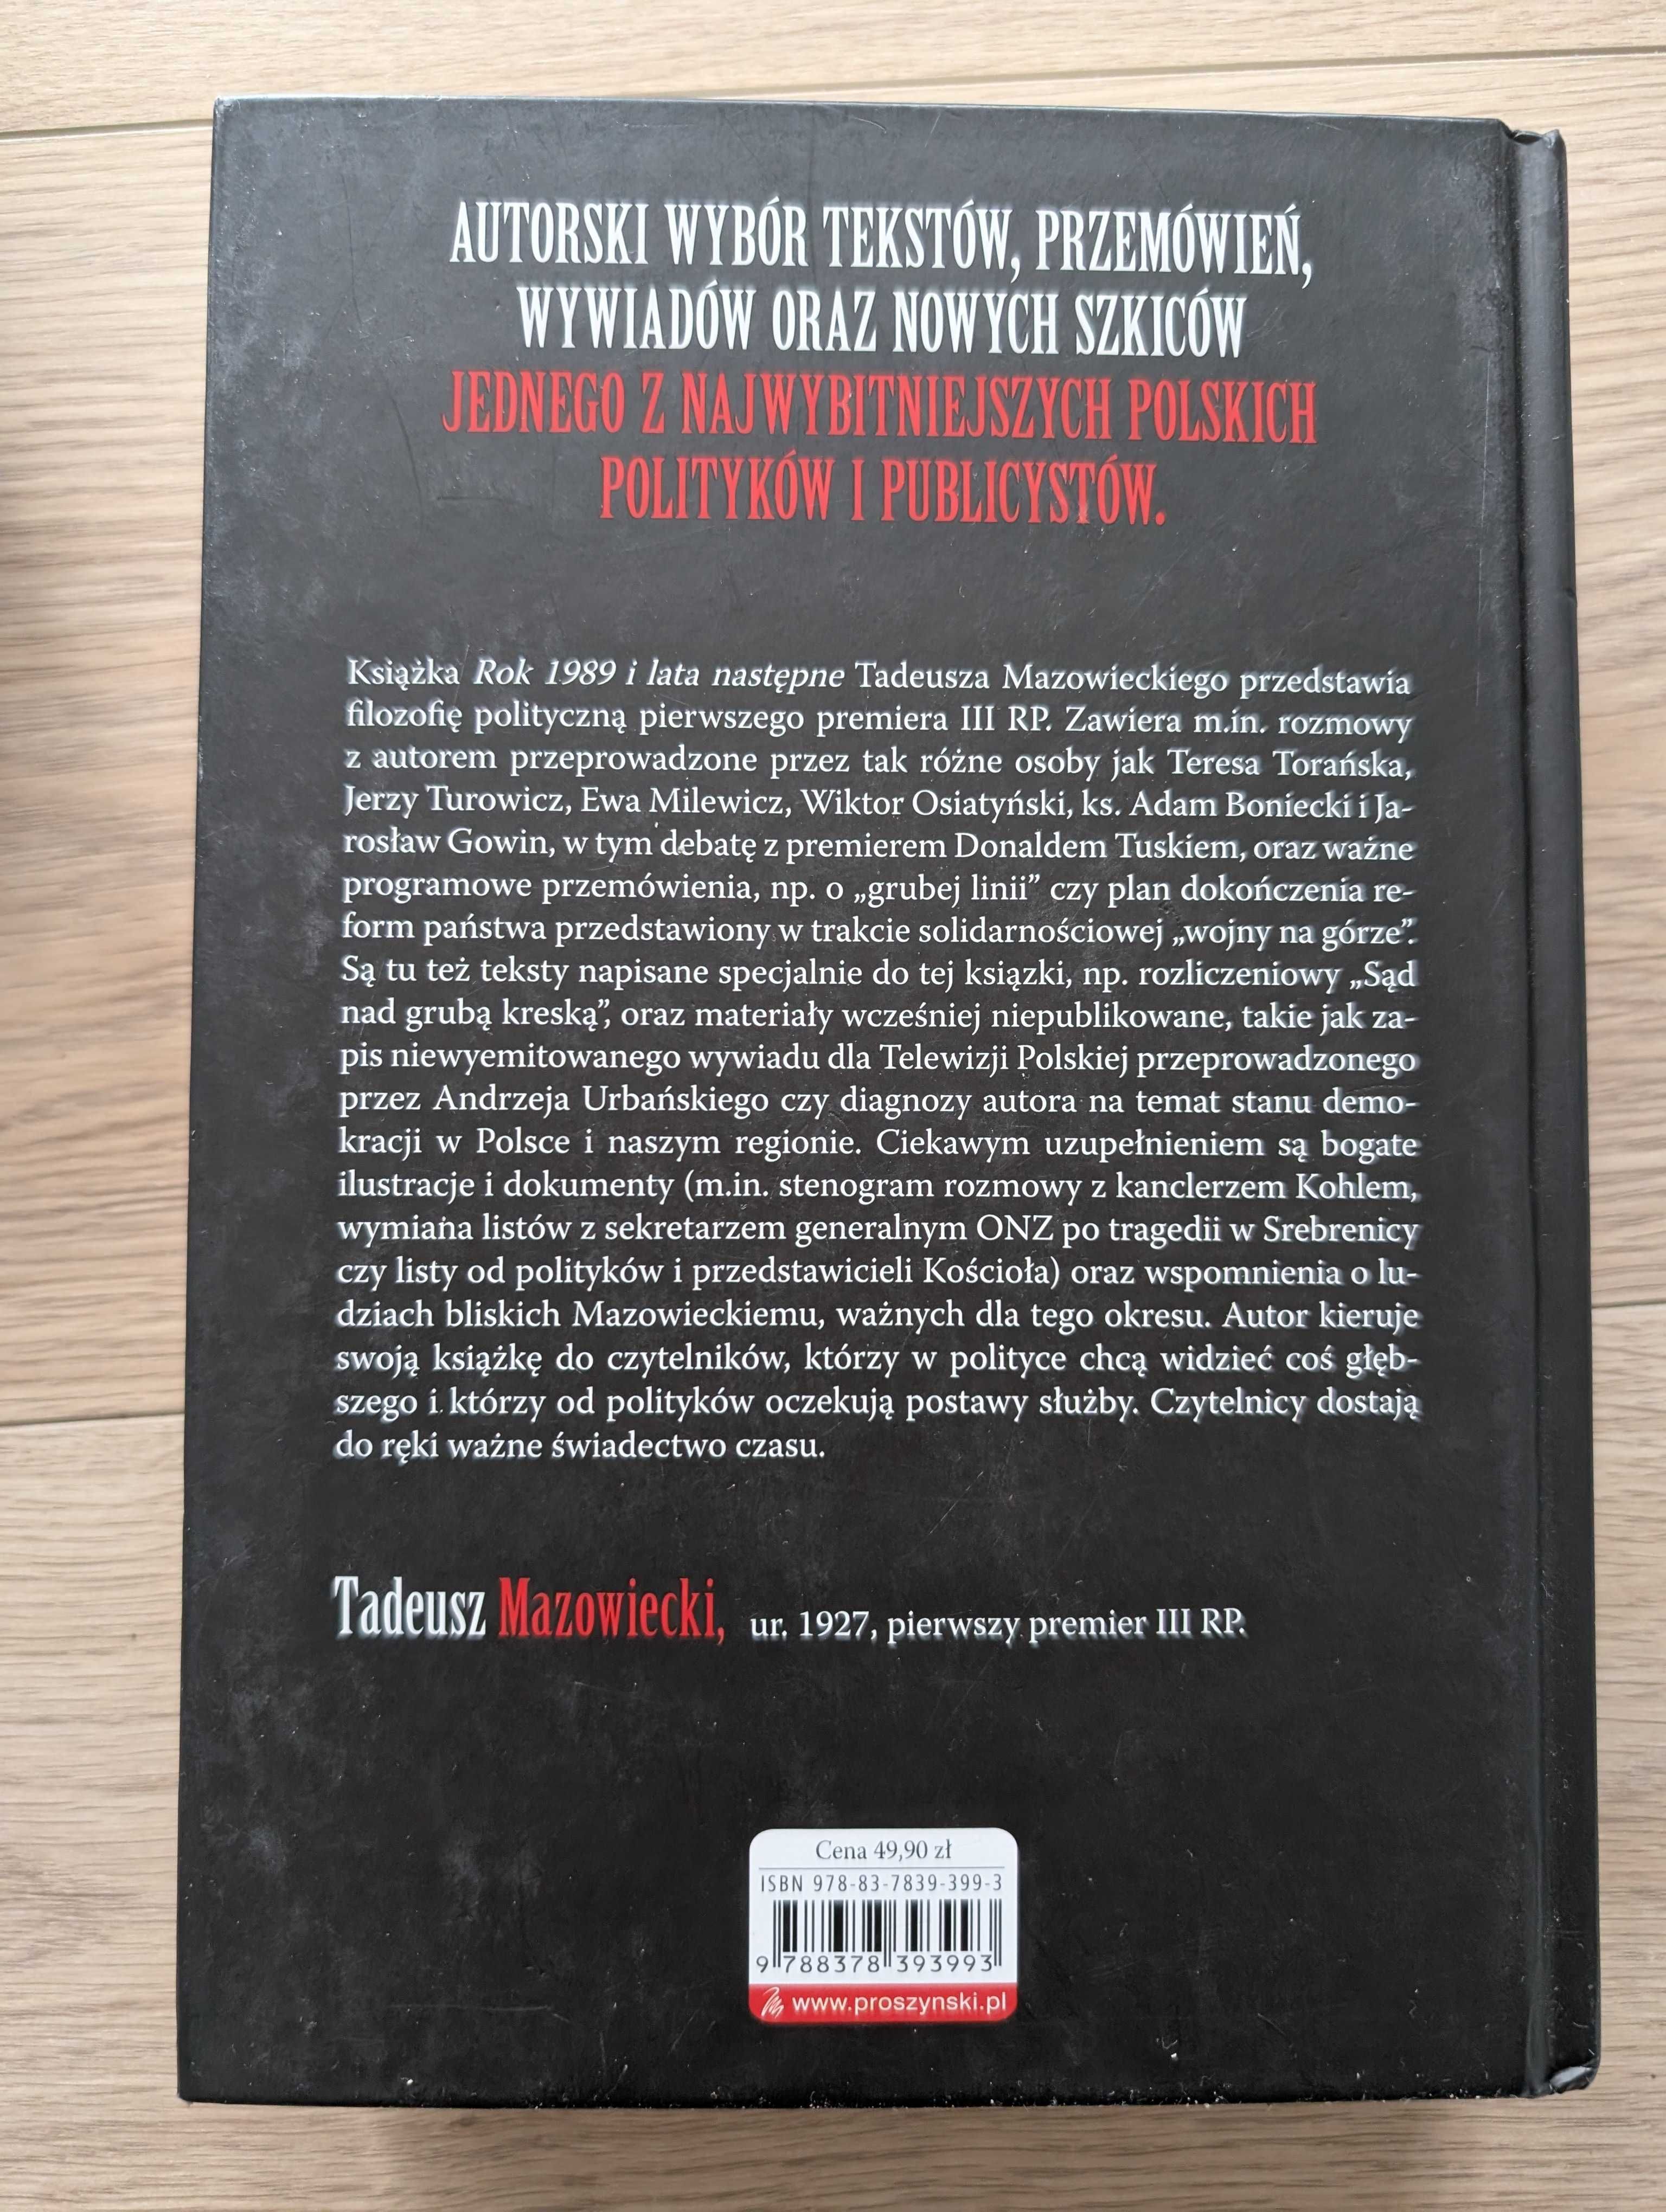 AUTORSKI WYBÓR TEKSTÓW, PRZEMÓWIEŃ,
WYWIADÓW ORAZ NOWYCH SZKICÓW
JEDNEGO Z NAJWYBITNIEJSZYCH POLSKICH
POLITYKÓW I PUBLICYSTÓW.
Książka Rok 1989 i lata następne Tadeusza Mazowieckiego przedstawia
filozofię polityczną pierwszego premiera III RP. Zawiera m.in. rozmowy
z autorem przeprowadzone przez tak różne osoby jak Teresa Torańska,
Jerzy Turowicz, Ewa Milewicz, Wiktor Osiatyński, ks. Adam Boniecki i Ja-
rosław Gowin, w tym debatę z premierem Donaldem Tuskiem, oraz ważne
programowe przemówienia, np. o „grubej linii” czy plan dokończenia re-
form państwa przedstawiony w trakcie solidarnościowej „wojny na górze”.
Są tu też teksty napisane specjalnie do tej książki, np. rozliczeniowy „Sąd
nad grubą kreską”, oraz materiały wcześniej niepublikowane, takie jak za-
pis niewyemitowanego wywiadu dla Telewizji Polskiej przeprowadzonego
przez Andrzeja Urbańskiego czy diagnozy autora na temat stanu demo-
kracji w Polsce i naszym regionie. Ciekawym uzupełnieniem są bogate
ilustracje i dokumenty (m.in. stenogram rozmowy z kanclerzem Kohlem,
wymiana listów z sekretarzem generalnym ONZ po tragedii w Srebrenicy
czy listy od polityków i przedstawicieli Kościoła) oraz wspomnienia o lu-
dziach bliskich Mazowieckiemu, ważnych dla tego okresu. Autor kieruje
swoją książkę do czytelników, którzy w polityce chcą widzieć coś głęb-
szego i którzy od polityków oczekują postawy służby. Czytelnicy dostają
do ręki ważne świadectwo czasu.
Tadeusz Mazowiecki, ur. 1927, pierwszy premier III RP.
Cena 49,90 zł
ISBN 978-83-7839-399-3
9 788378 393993
www.proszynski.pl